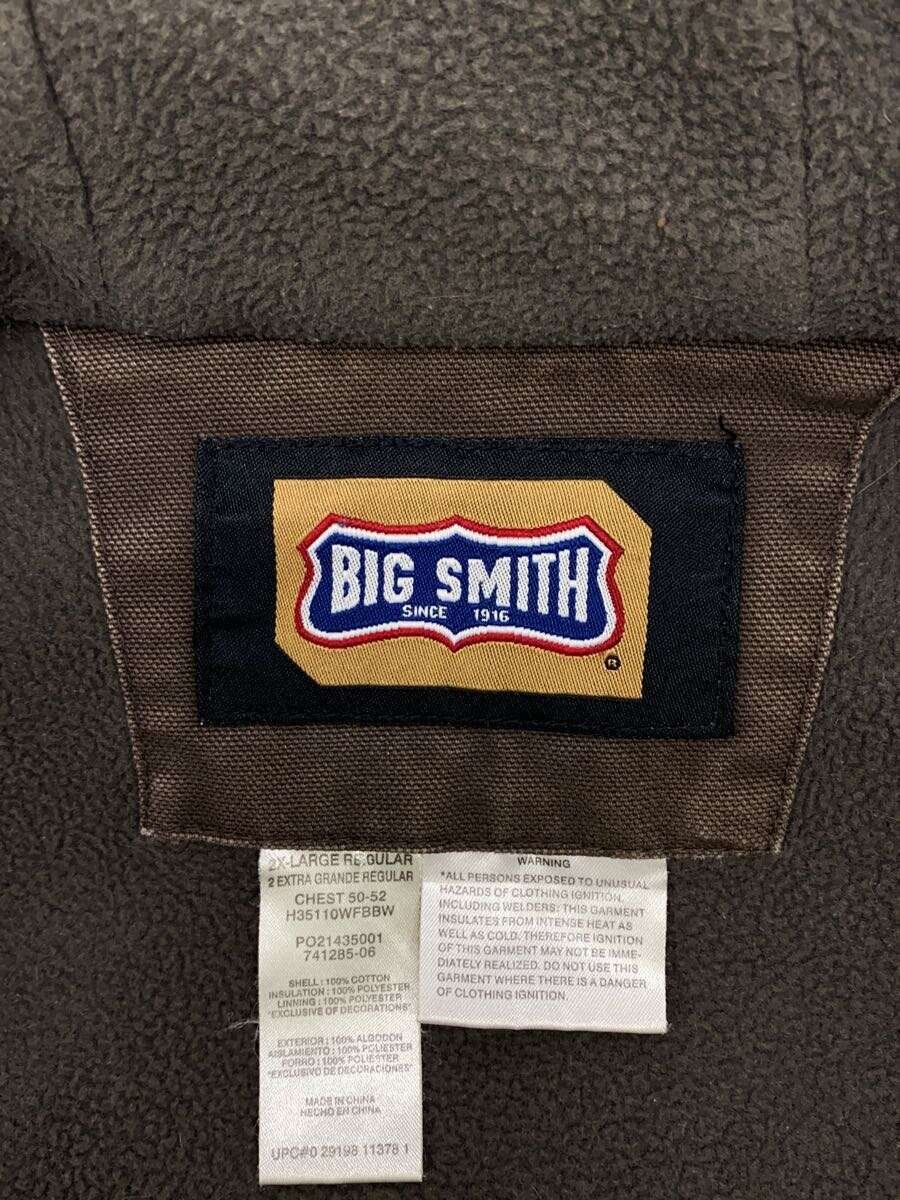 BIG SMITH
SINCE 1916
®
2X-LARGE REGULAR
2 EXTRA GRANDE REGULAR
CHEST 50-52
H35110WFBBW
PO21435001
741285-06
SHELL : 100% COTTON
INSULATION : 100% POLYESTER
LINNING : 100% POLYESTER
"EXCLUSIVE OF DECORATIONS"
EXTERIOR : 100% ALGODON
AISLAMIENTO : 100% POLIESTER
FORRO : 100% POLIESTER
"EXCLUSIVO DE DECORACIONES"
MADE IN CHINA
HECHO EN CHINA
UPC#0 29198 11378 1
WARNING
*ALL PERSONS EXPOSED TO UNUSUAL
HAZARDS OF CLOTHING IGNITION,
INCLUDING WELDERS: THIS GARMENT
INSULATES FROM INTENSE HEAT AS
WELL AS COLD. THEREFORE IGNITION
OF THIS GARMENT MAY NOT BE IMME-
DIATELY REALIZED. DO NOT USE THIS
GARMENT WHERE THERE IS A DANGER
OF CLOTHING IGNITION.